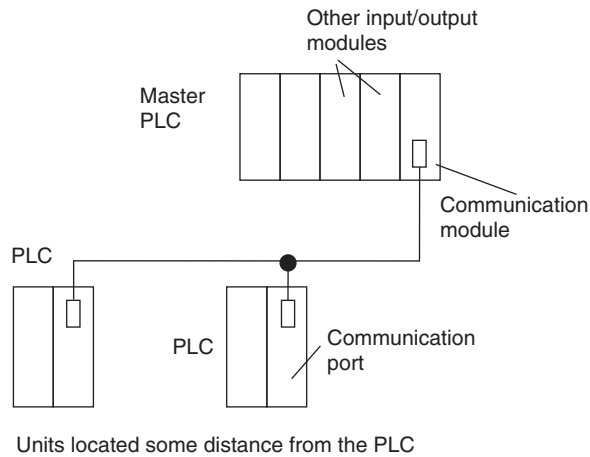 Other input/output
modules
Master
PLC
Communication
module
PLC
PLC
Communication
port
Units located some distance from the PLC